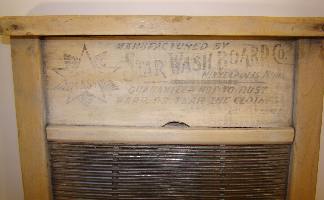 MANUFACTURED BY
STAR WASH BOARD CO.
GUARANTEED NOT TO RUST
WEAR OR TEAR THE CLOTHES